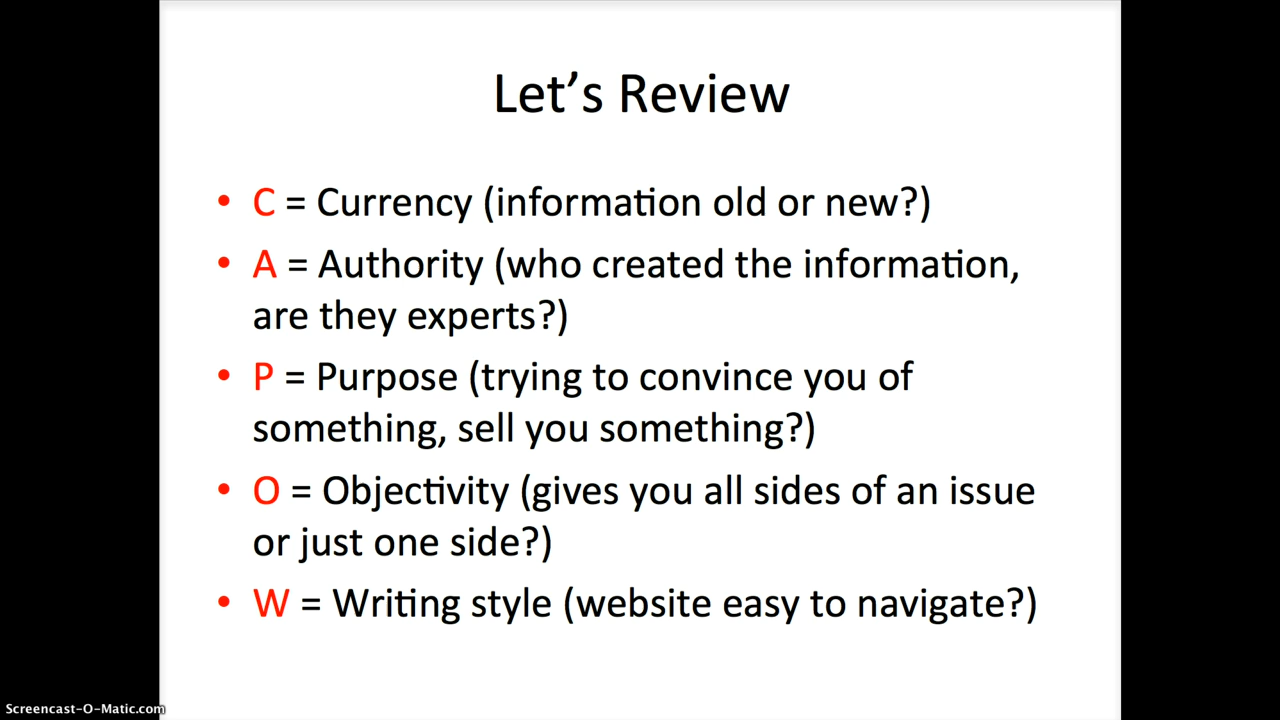 Let’s Review
• C = Currency (information old or new?)
• A = Authority (who created the information,
are they experts?)
• P = Purpose (trying to convince you of
something, sell you something?)
• O = Objectivity (gives you all sides of an issue
or just one side?)
• W = Writing style (website easy to navigate?)
Screencast-O-Matic.com